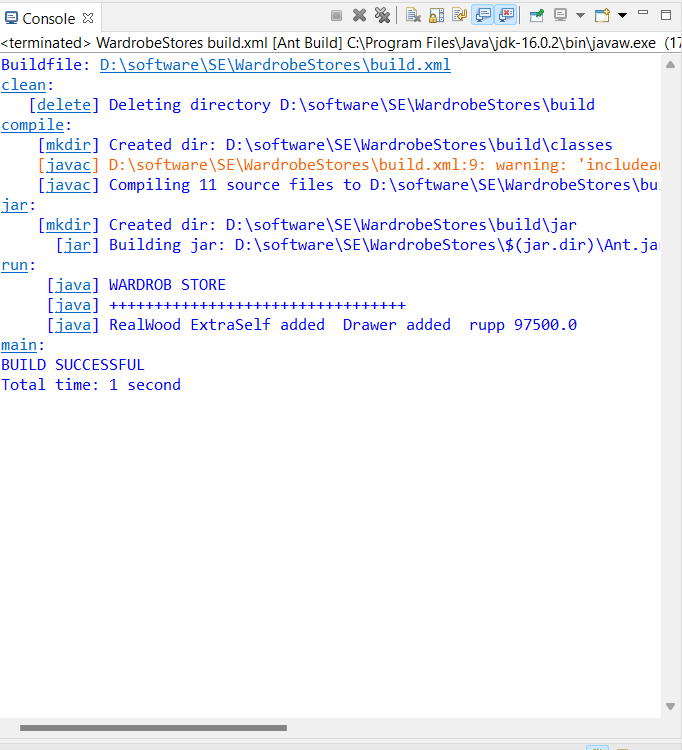 Console
<terminated> WardrobeStores build.xml [Ant Build] C:\Program Files\Java\jdk-16.0.2\bin\javaw.exe (17
Buildfile: D:\software\SE\WardrobeStores\build.xml
clean:
[delete] Deleting directory D:\software\SE\WardrobeStores\build
compile:
[mkdir] Created dir: D:\software\SE\WardrobeStores\build\classes
[javac] D:\software\SE\WardrobeStores\build.xml:9: warning: 'includean
[javac] Compiling 11 source files to D:\software\SE\WardrobeStores\bui
jar:
[mkdir] Created dir: D:\software\SE\WardrobeStores\build\jar
[jar] Building jar: D:\software\SE\WardrobeStores\$(jar.dir)\Ant.jar
run:
[java] WARDROB STORE
[java] +++++++++++++++++++++++++++++++++
[java] RealWood ExtraSelf added  Drawer added  rupp 97500.0
main:
BUILD SUCCESSFUL
Total time: 1 second